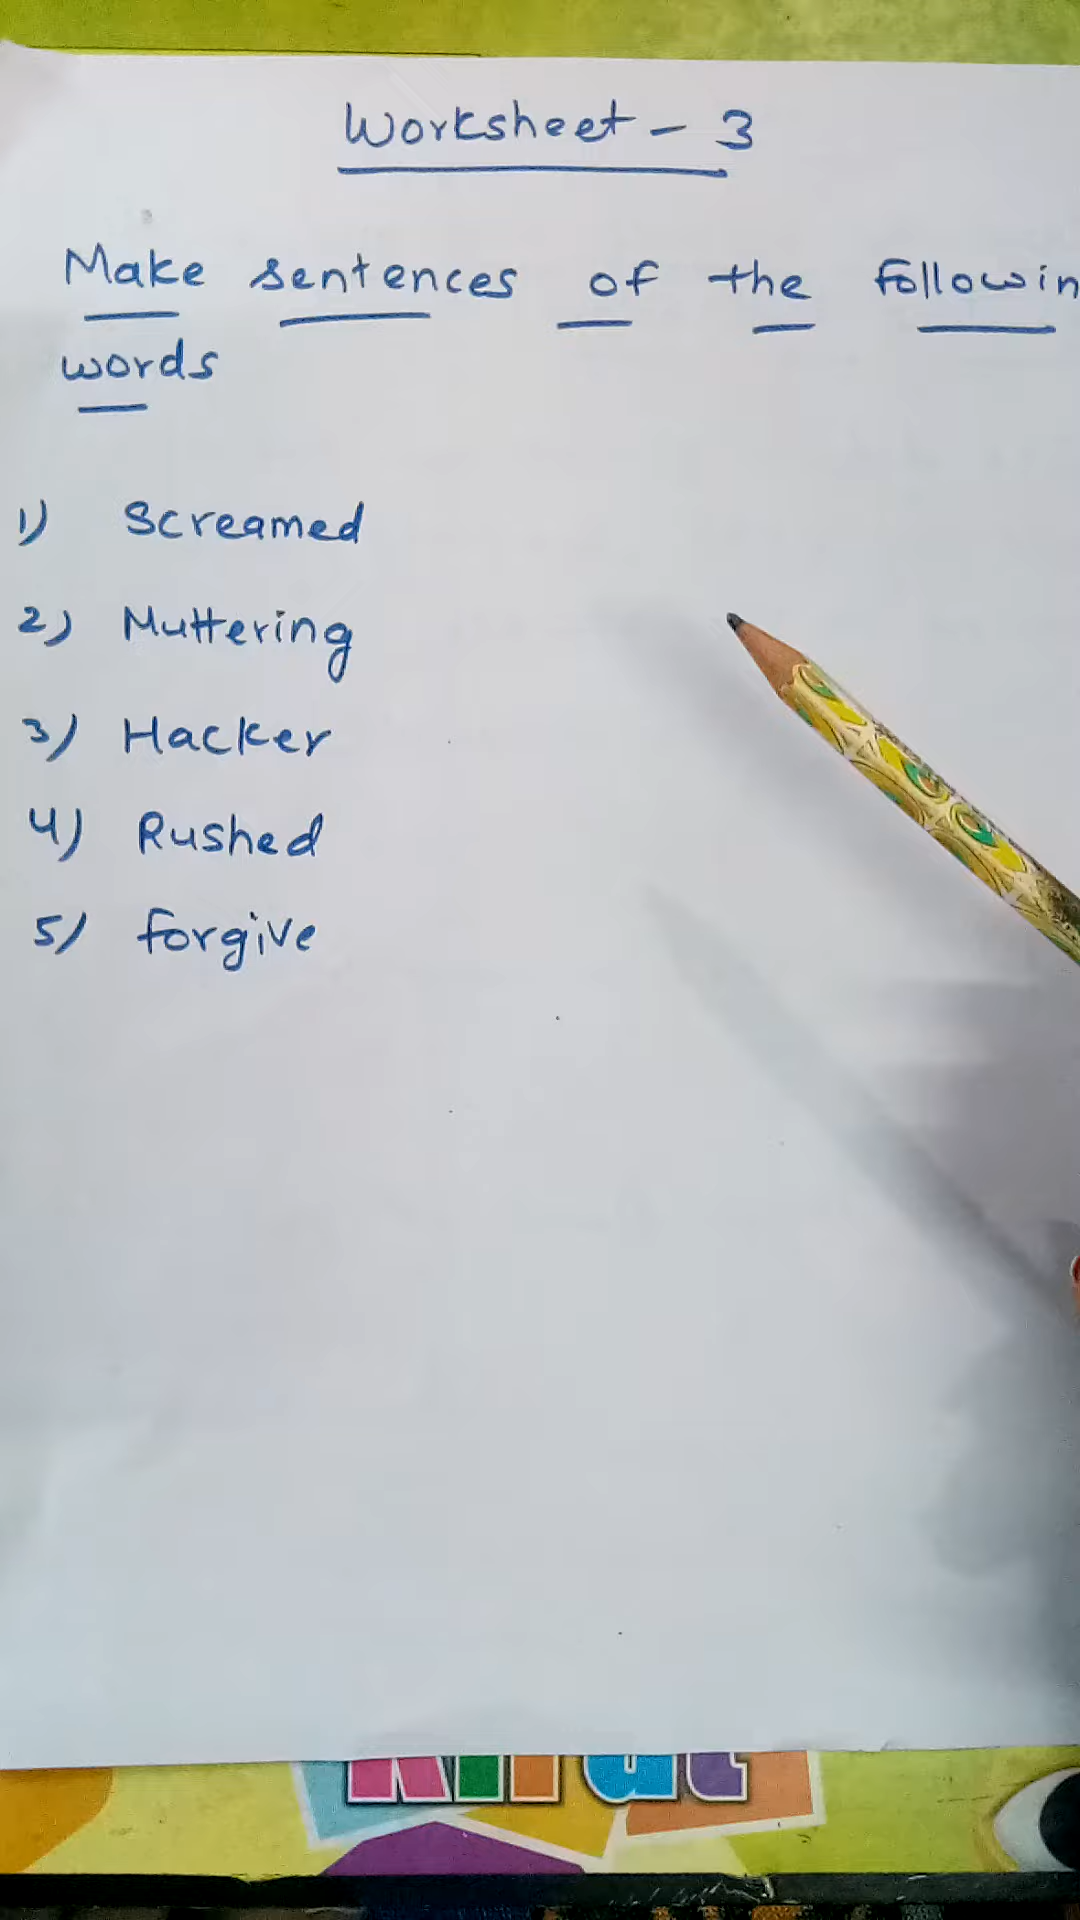 Worksheet - 3
Make sentences of the followin
words
1) Screamed
2) Muttering
3) Hacker
4) Rushed
5) forgive